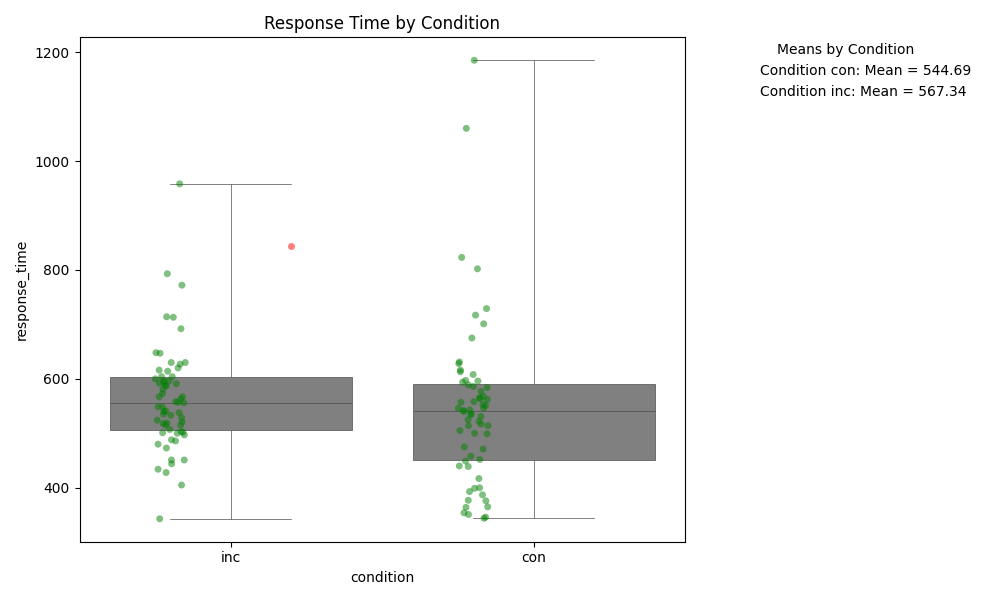 Response Time by Condition
Means by Condition
Condition con: Mean = 544.69
Condition inc: Mean = 567.34
response_time
1200
1000
800
600
400
inc con
condition